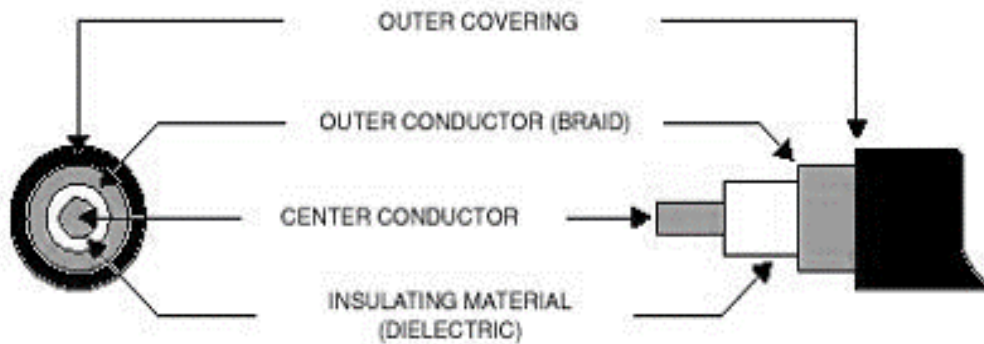 OUTER COVERING
OUTER CONDUCTOR (BRAID)
CENTER CONDUCTOR
INSULATING MATERIAL
(DIELECTRIC)